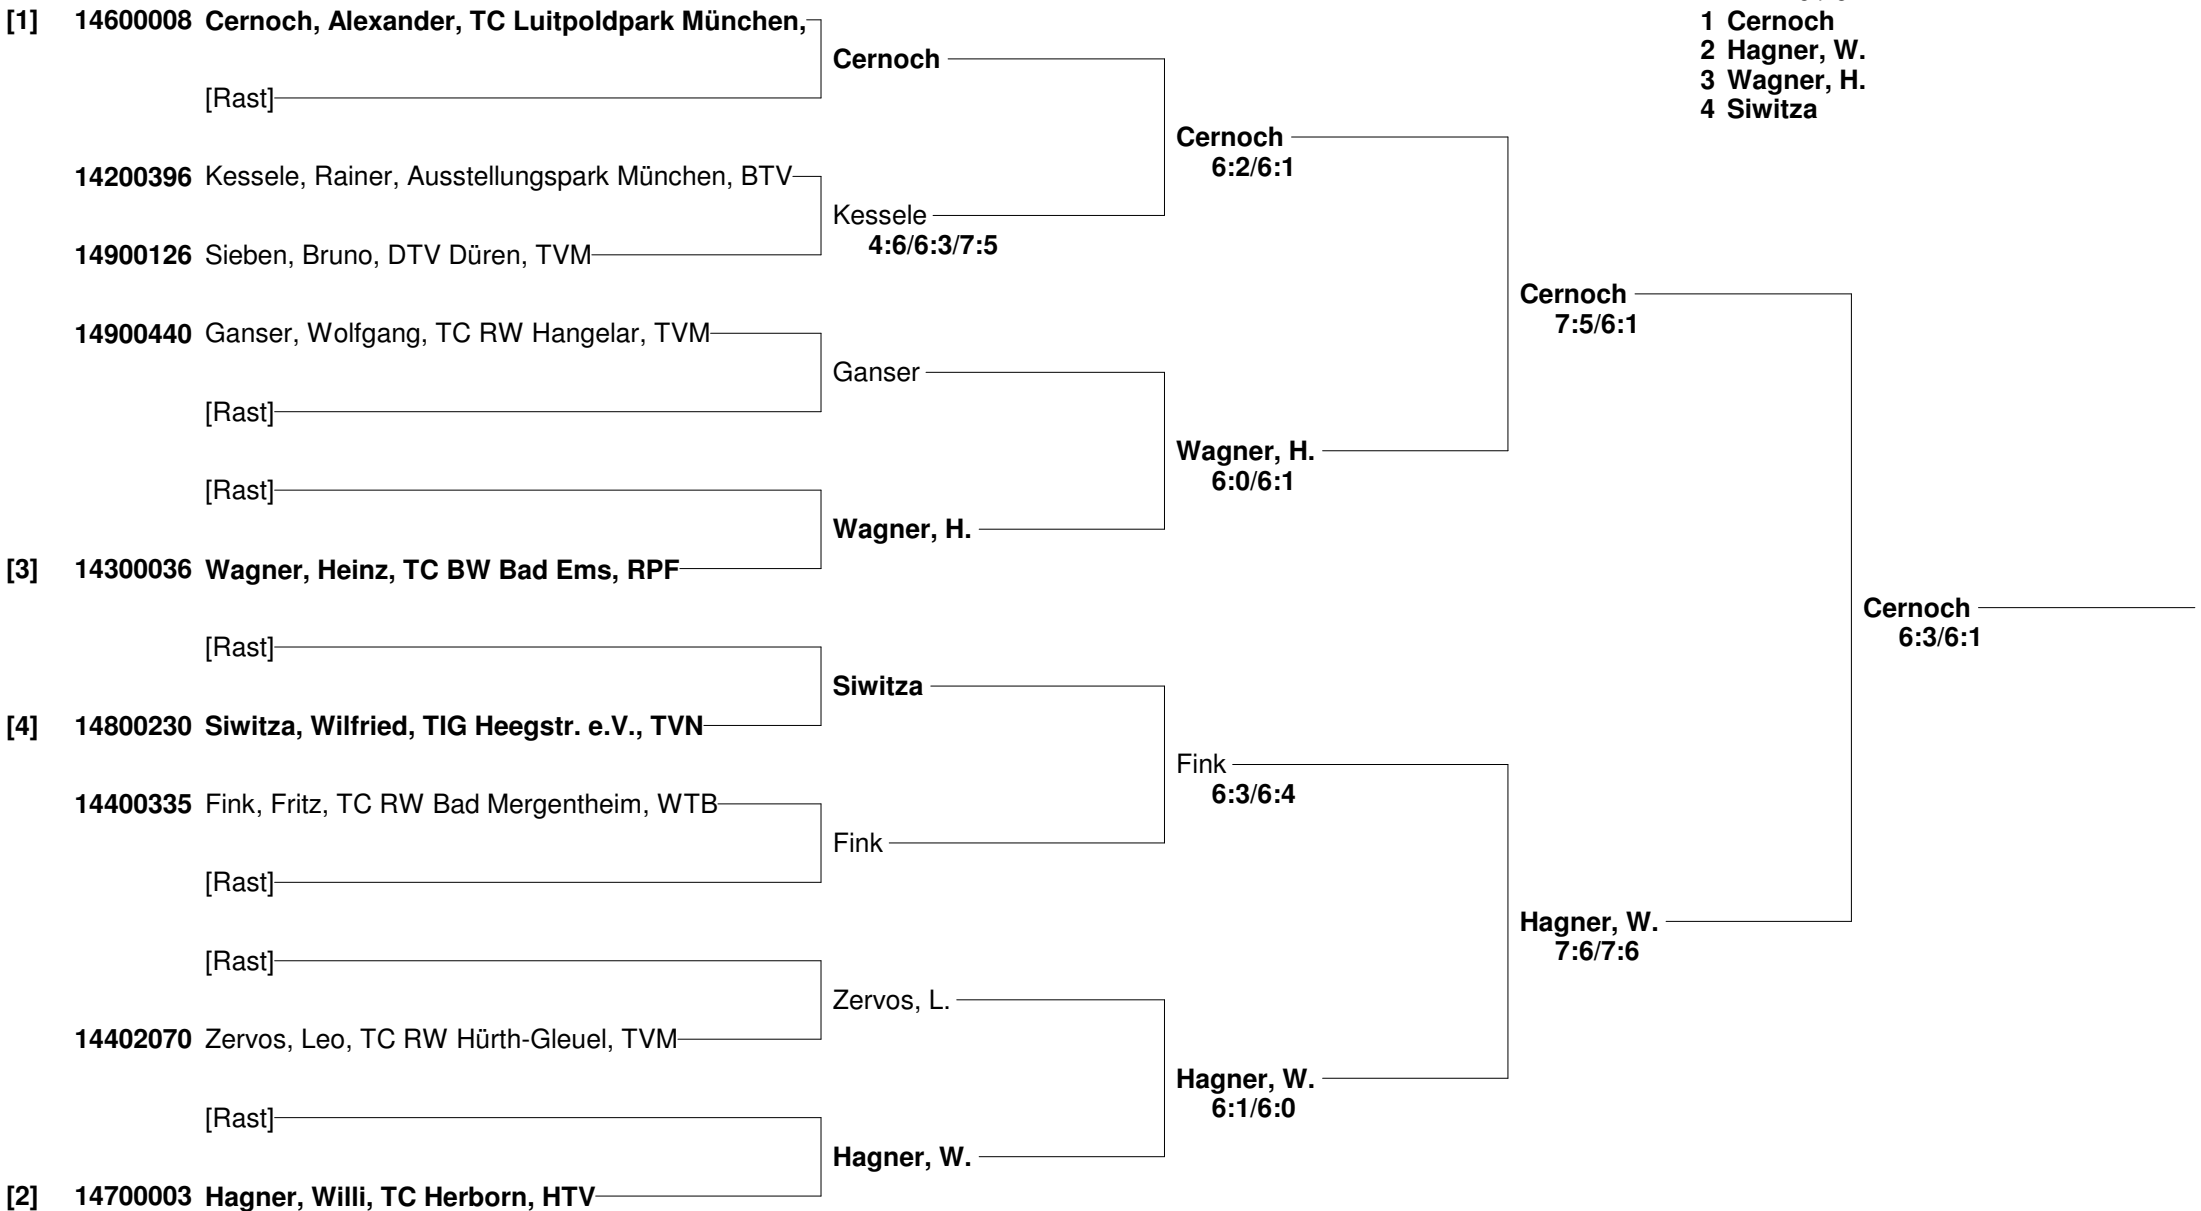 [1] 14600008 Cernoch, Alexander, TC Luitpoldpark München,
[Rast]
14200396 Kessele, Rainer, Ausstellungspark München, BTV
14900126 Sieben, Bruno, DTV Düren, TVM
14900440 Ganser, Wolfgang, TC RW Hangelar, TVM
[Rast]
[Rast]
[3] 14300036 Wagner, Heinz, TC BW Bad Ems, RPF
[Rast]
[4] 14800230 Siwitza, Wilfried, TIG Heegstr. e.V., TVN
14400335 Fink, Fritz, TC RW Bad Mergentheim, WTB
[Rast]
[Rast]
14402070 Zervos, Leo, TC RW Hürth-Gleuel, TVM
[Rast]
[2] 14700003 Hagner, Willi, TC Herborn, HTV
Cernoch
Kessele
4:6/6:3/7:5
Ganser
Wagner, H.
Siwitza
Fink
Zervos, L.
Hagner, W.
Cernoch
6:2/6:1
Wagner, H.
6:0/6:1
Fink
6:3/6:4
Hagner, W.
6:1/6:0
Cernoch
7:5/6:1
Hagner, W.
7:6/7:6
Cernoch
6:3/6:1
1 Cernoch
2 Hagner, W.
3 Wagner, H.
4 Siwitza